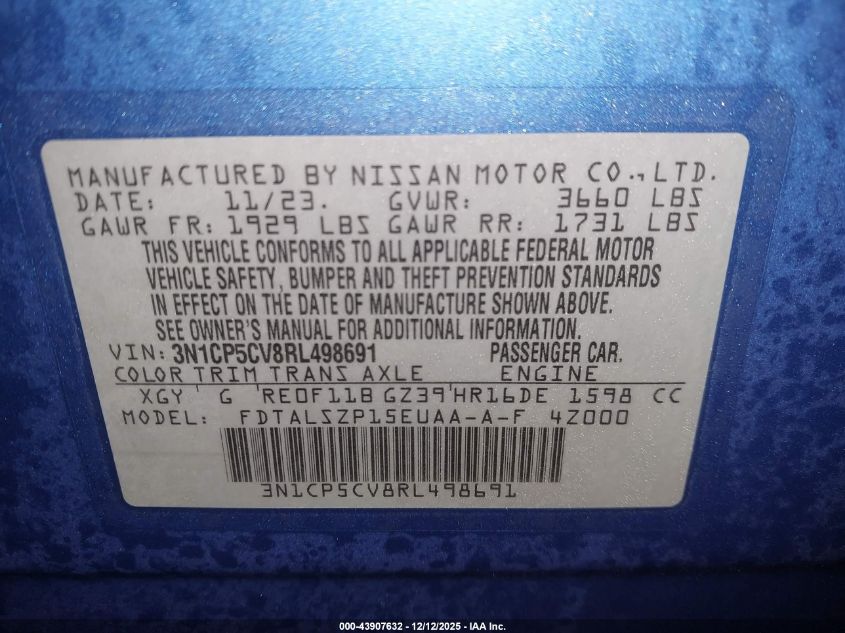 MANUFACTURED BY NISSAN MOTOR CO., LTD.
DATE: 11/23. GVWR: 3660 LBS
GAWR FR: 1929 LBS GAWR RR: 1731 LBS
THIS VEHICLE CONFORMS TO ALL APPLICABLE FEDERAL MOTOR
VEHICLE SAFETY, BUMPER AND THEFT PREVENTION STANDARDS
IN EFFECT ON THE DATE OF MANUFACTURE SHOWN ABOVE.
SEE OWNER'S MANUAL FOR ADDITIONAL INFORMATION.
VIN: 3N1CP5CV8RL498691 PASSENGER CAR.
COLOR TRIM TRANS AXLE ENGINE
XGY ' G ' RE0F11B GZ39'HR16DE 1598 CC
MODEL: FDTALSZP15EUAA-A-F 4Z000
3N1CP5CV8RL498691
000-43907632 - 12/12/2025 - IAA Inc.